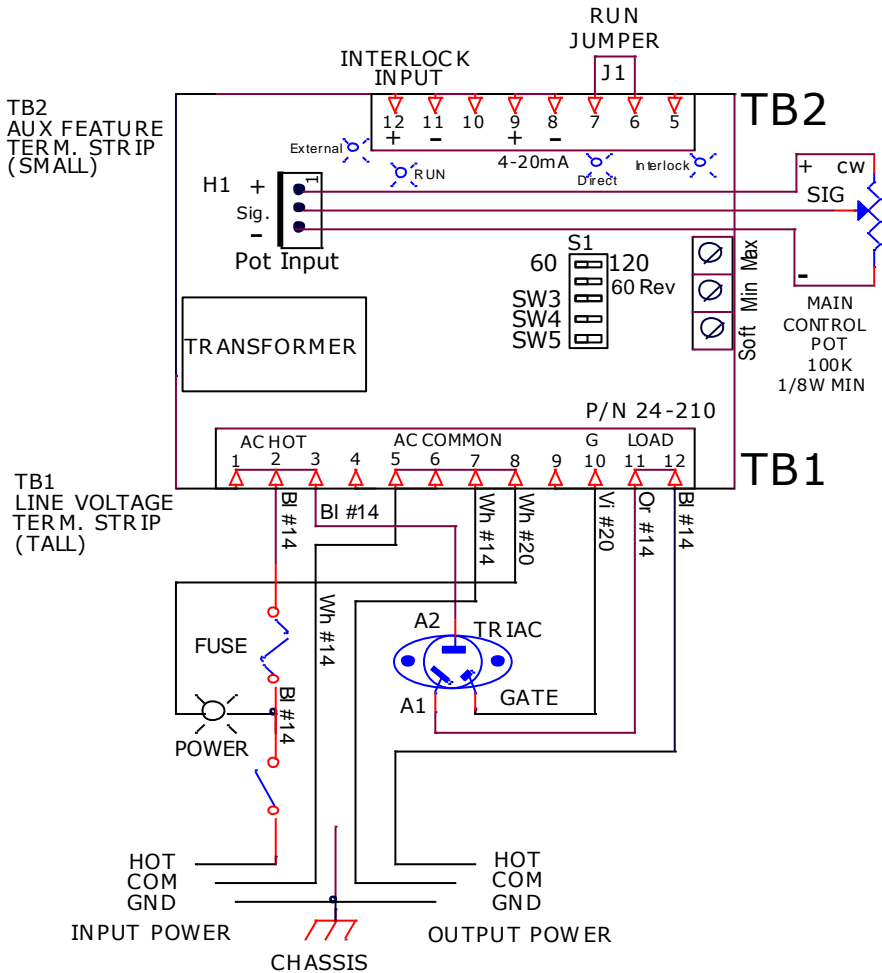 RUN
JUMPER
J1
INTERLOCK
INPUT
TB2
AUX FEATURE
TERM. STRIP
(SMALL)
12 11 10 9 8 7 6 5
+ - + -
4-20mA
TB2
External
RUN
Direct
Interlock
H1
+
Sig.
-
1
Pot Input
+ CW
SIG
-
MAIN
CONTROL
POT
100K
1/8W MIN
S1
60 120
60 Rev
SW3
SW4
SW5
Max
Min
Soft
TRANSFORMER
P/N 24-210
AC HOT AC COMMON G LOAD
1 2 3 4 5 6 7 8 9 10 11 12
TB1
TB1
LINE VOLTAGE
TERM. STRIP
(TALL)
Bl #14
Bl #14
Wh #14
Wh #20
Vi #20
Or #14
Bl #14
Wh #14
FUSE
Bl #14
POWER
A2 TRIAC
A1 GATE
HOT
COM
GND
INPUT POWER
HOT
COM
GND
OUTPUT POWER
CHASSIS